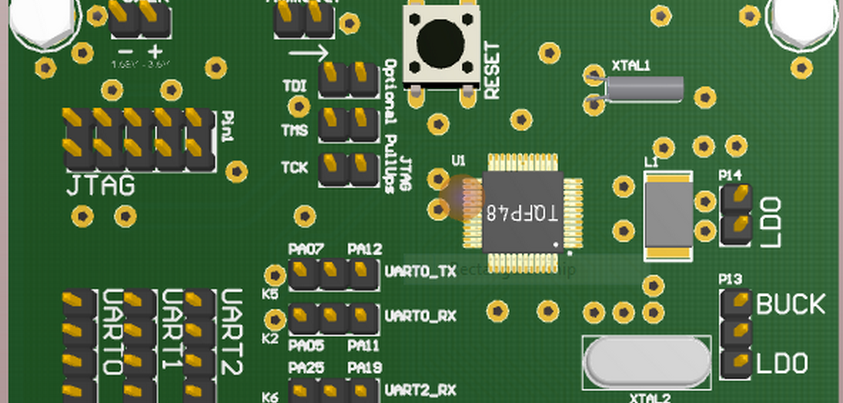 - +
1.65V - 3.6V
RESET
XTAL1
TDI
Optional PullUps
JTAG
TMS
TCK
Pin1
JTAG
U1
L1
P14
LDO
TQFP48
PA07 PA12
UART0_TX
K5
UART0_RX
K2
PA05 PA11
PA25 PA19
UART2_RX
K6
UART0
UART1
UART2
P13
BUCK
LDO
XTAL2